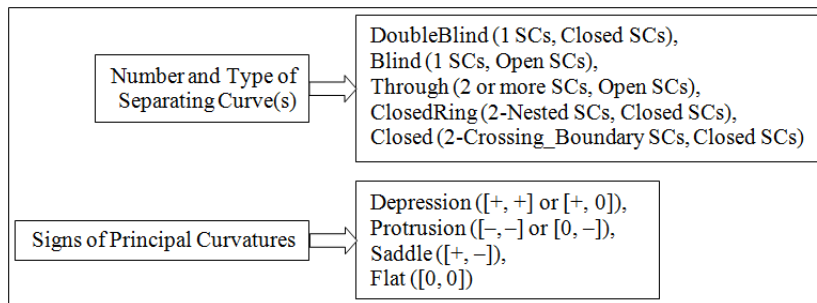 Number and Type of
Separating Curve(s)
DoubleBlind (1 SCs, Closed SCs),
Blind (1 SCs, Open SCs),
Through (2 or more SCs, Open SCs),
ClosedRing (2-Nested SCs, Closed SCs),
Closed (2-Crossing_Boundary SCs, Closed SCs)
Signs of Principal Curvatures
Depression ([+, +] or [+, 0]),
Protrusion ([–, –] or [0, –]),
Saddle ([+, –]),
Flat ([0, 0])